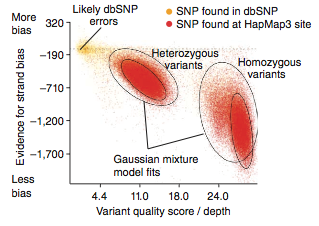 More
bias
Likely dbSNP
errors
SNP found in dbSNP
SNP found at HapMap3 site
Heterozygous
variants
Homozygous
variants
Gaussian mixture
model fits
Evidence for strand bias
320
−190
−710
−1,200
−1,700
Less
bias
4.4 11.0 18.0 24.0
Variant quality score / depth